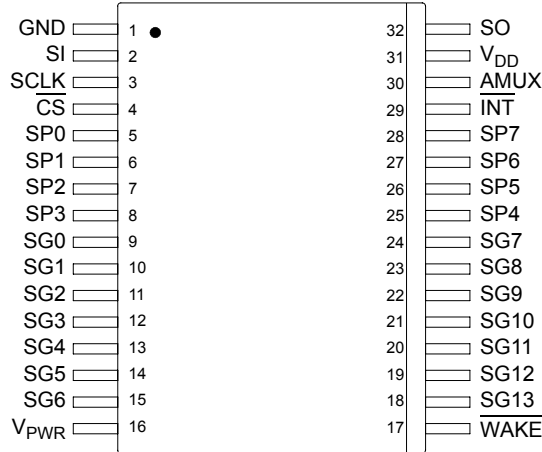 GND 1 32 SO
SI 2 31 VDD
SCLK 3 30 AMUX
CS 4 29 INT
SP0 5 28 SP7
SP1 6 27 SP6
SP2 7 26 SP5
SP3 8 25 SP4
SG0 9 24 SG7
SG1 10 23 SG8
SG2 11 22 SG9
SG3 12 21 SG10
SG4 13 20 SG11
SG5 14 19 SG12
SG6 15 18 SG13
VPWR 16 17 WAKE